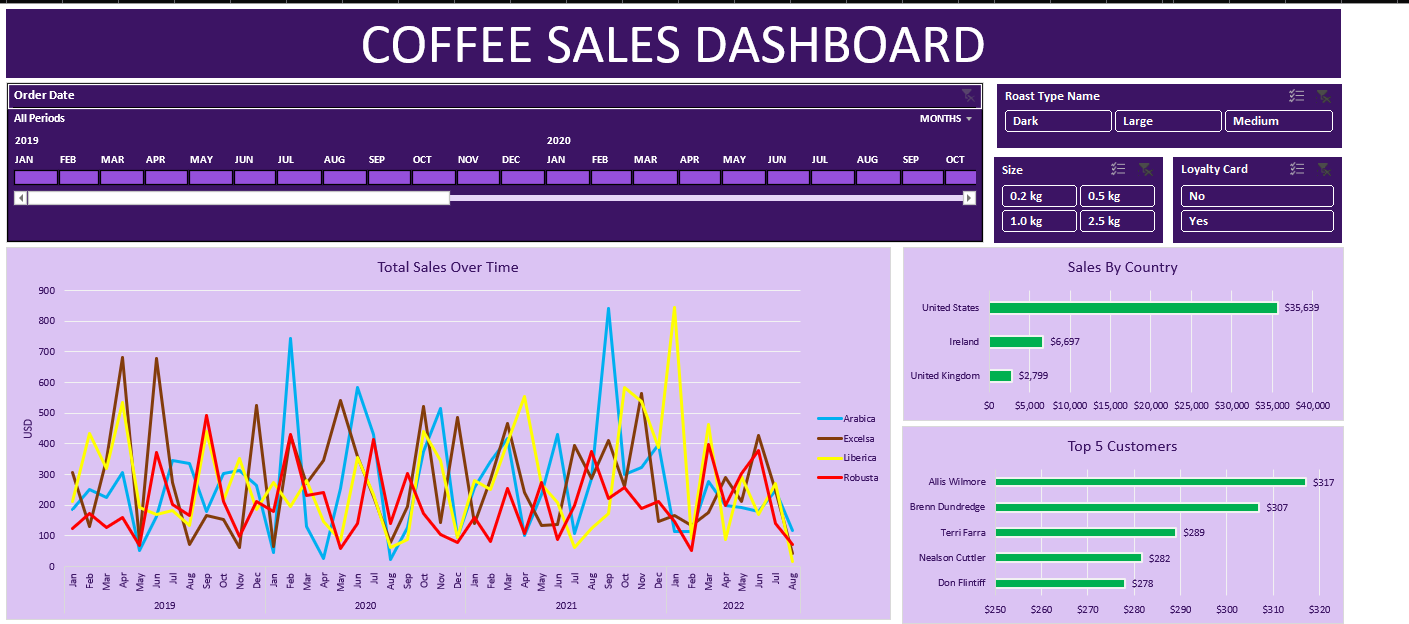 COFFEE SALES DASHBOARD
Order Date
All Periods MONTHS
2019 2020
JAN FEB MAR APR MAY JUN JUL AUG SEP OCT NOV DEC JAN FEB MAR APR MAY JUN JUL AUG SEP OCT
Roast Type Name
Dark Large Medium
Size
0.2 kg 0.5 kg
1.0 kg 2.5 kg
Loyalty Card
No
Yes
Total Sales Over Time
USD
900
800
700
600
500
400
300
200
100
0
Jan Feb Mar Apr May Jun Jul Aug Sep Oct Nov Dec Jan Feb Mar Apr May Jun Jul Aug Sep Oct Nov Dec Jan Feb Mar Apr May Jun Jul Aug Sep Oct Nov Dec Jan Feb Mar Apr May Jun Jul Aug
2019 2020 2021 2022
Arabica
Excelsa
Liberica
Robusta
Sales By Country
United States $35,639
Ireland $6,697
United Kingdom $2,799
$0 $5,000 $10,000 $15,000 $20,000 $25,000 $30,000 $35,000 $40,000
Top 5 Customers
Allis Wilmore $317
Brenn Dundredge $307
Terri Farra $289
Nealson Cuttler $282
Don Flintiff $278
$250 $260 $270 $280 $290 $300 $310 $320